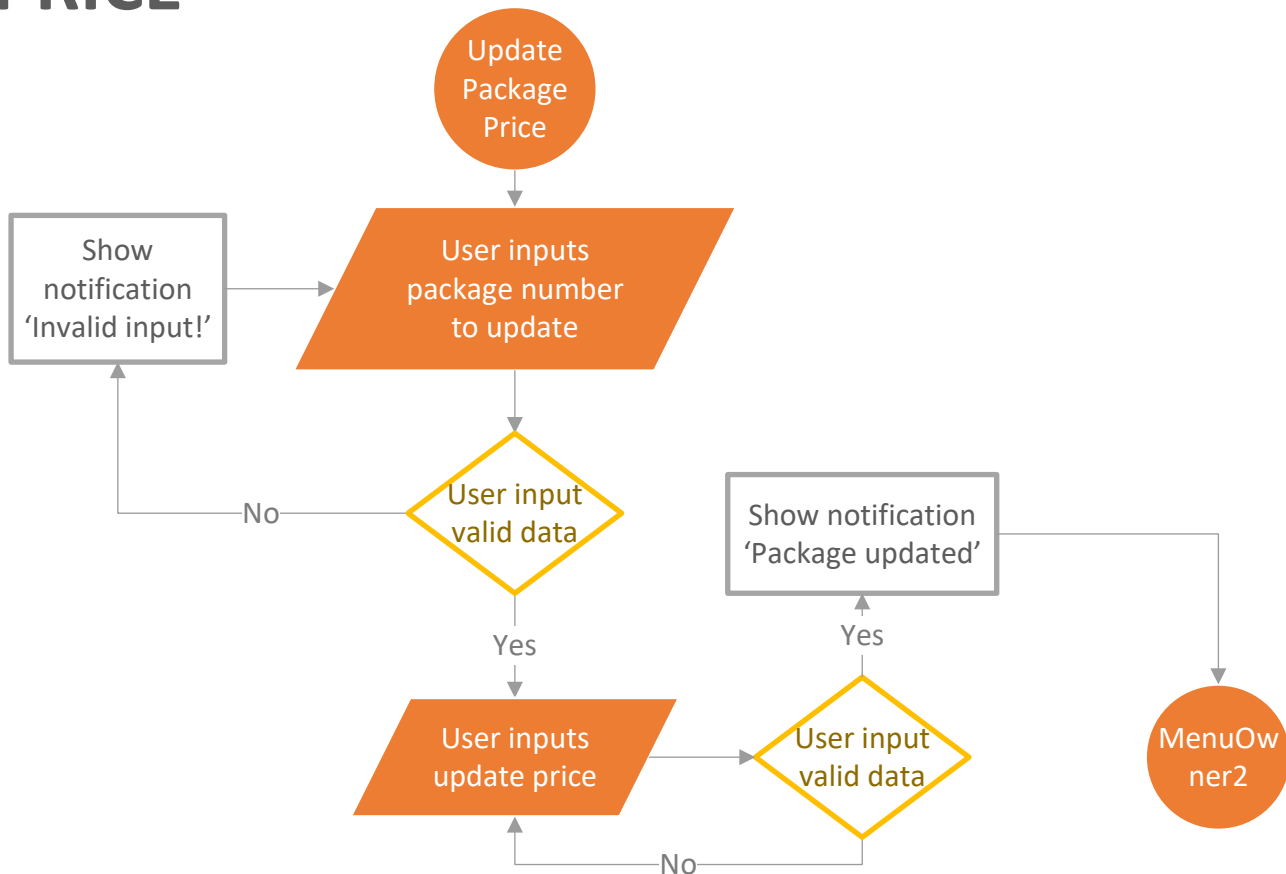 Update
Package
Price
Show
notification
‘Invalid input!’
User inputs
package number
to update
User input
valid data
No
Yes
Show notification
‘Package updated’
Yes
User inputs
update price
User input
valid data
No
MenuOw
ner2